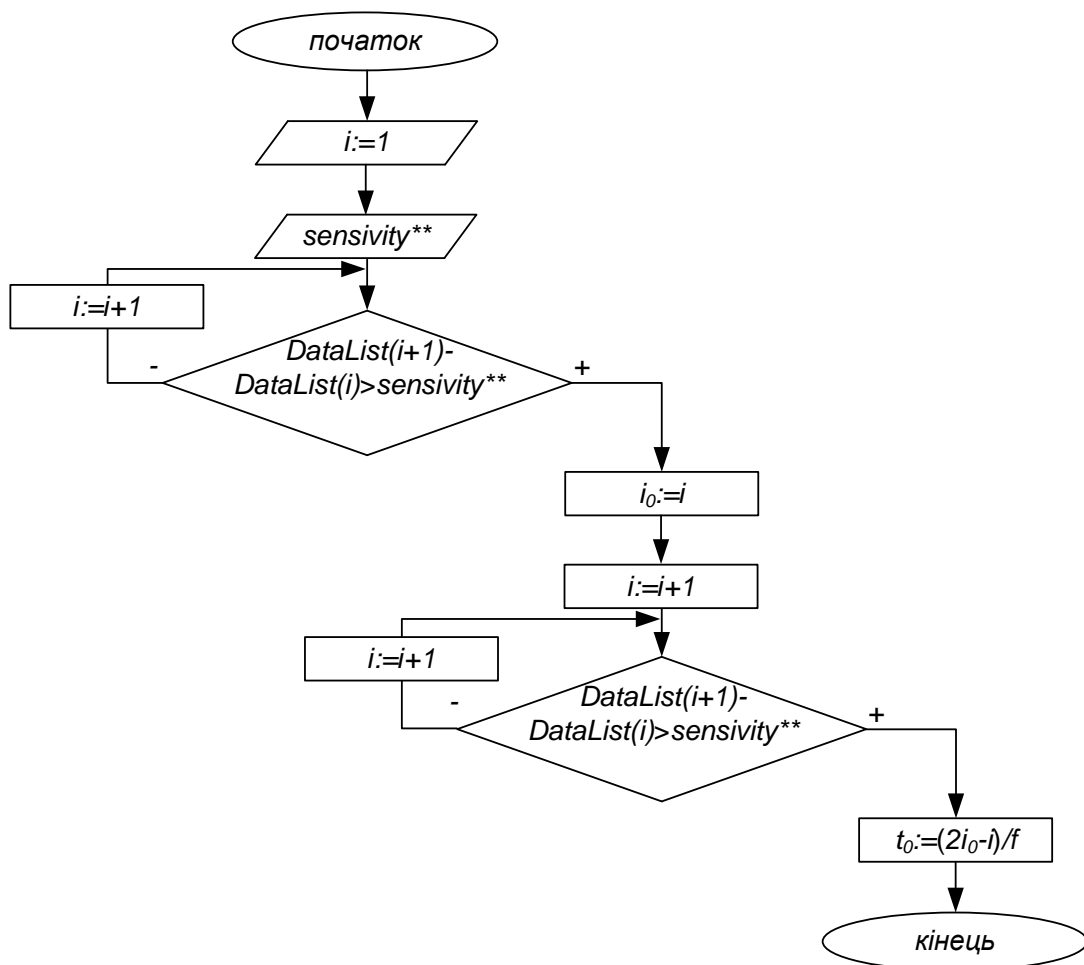 початок
i:=1
sensivity**
i:=i+1
DataList(i+1)-
DataList(i)>sensivity**
-
+
i₀:=i
i:=i+1
i:=i+1
DataList(i+1)-
DataList(i)>sensivity**
-
+
t₀:=(2i₀-i)/f
кінець